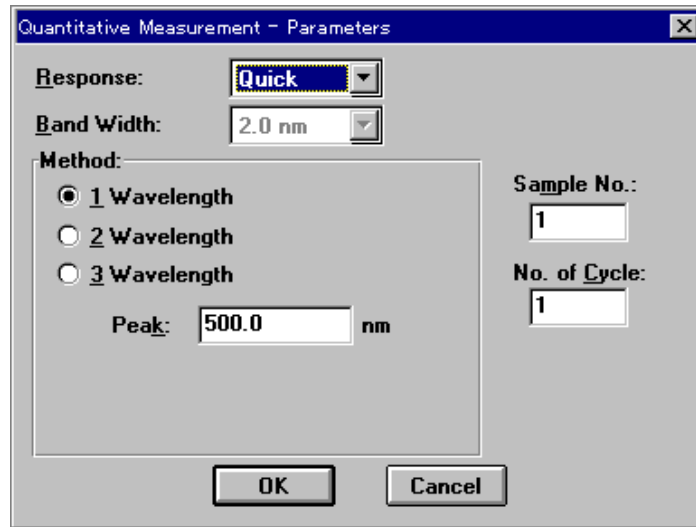 Quantitative Measurement - Parameters
Response: Quick
Band Width: 2.0 nm
Method:
1 Wavelength
2 Wavelength
3 Wavelength
Peak: 500.0 nm
Sample No.:
1
No. of Cycle:
1
OK Cancel